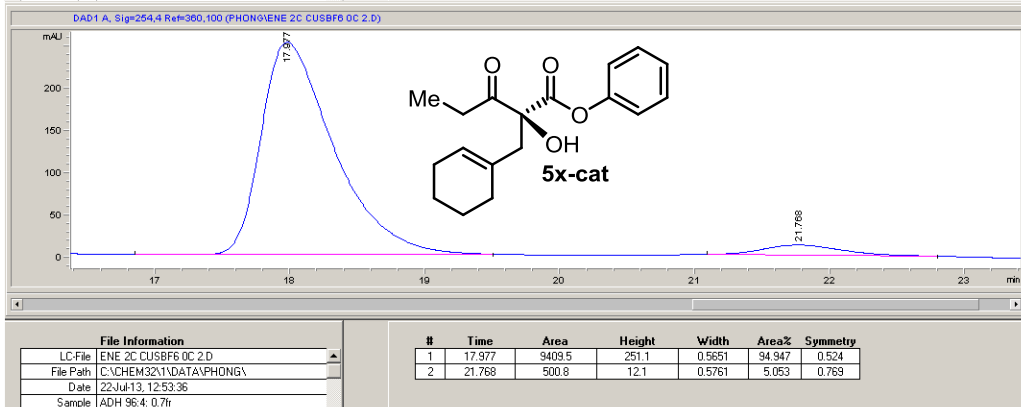 DAD1 A, Sig=254,4 Ref=360,100 (PHONG\ENE 2C CUSBF6 0C 2.D)
mAU
200
150
100
50
0
17.977
21.768
17 18 19 20 21 22 23 min
O O
Me
O
OH
5x-cat
File Information
LC-File ENE 2C CUSBF6 0C 2.D
File Path C:\CHEM32\1\DATA\PHONG\
Date 22-Jul-13, 12:53:36
Sample ADH 96:4; 0.7fr
# Time Area Height Width Area% Symmetry
1 17.977 9409.5 251.1 0.5651 94.947 0.524
2 21.768 500.8 12.1 0.5761 5.053 0.769